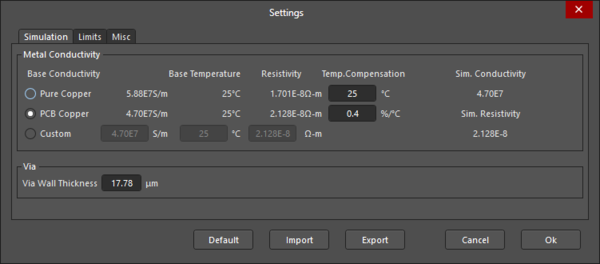 Settings
Simulation Limits Misc
Metal Conductivity
Base Conductivity Base Temperature Resistivity Temp.Compensation Sim. Conductivity
Pure Copper 5.88E7S/m 25°C 1.701E-8Ω-m 25 °C 4.70E7
PCB Copper 4.70E7S/m 25°C 2.128E-8Ω-m 0.4 %/°C Sim. Resistivity
Custom 4.70E7 S/m 25 °C 2.128E-8 Ω-m 2.128E-8
Via
Via Wall Thickness 17.78 μm
Default Import Export Cancel Ok